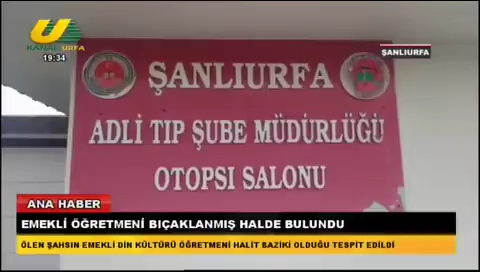 KANAL URFA
19:34
ŞANLIURFA
ŞANLIURFA
ADLİ TIP ŞUBE MÜDÜRLÜĞÜ
OTOPSİ SALONU
ANA HABER
EMEKLİ ÖĞRETMENİ BIÇAKLANMIŞ HALDE BULUNDU
ÖLEN ŞAHSIN EMEKLİ DİN KÜLTÜRÜ ÖĞRETMENİ HALİT BAZİKİ OLDUĞU TESPİT EDİLDİ